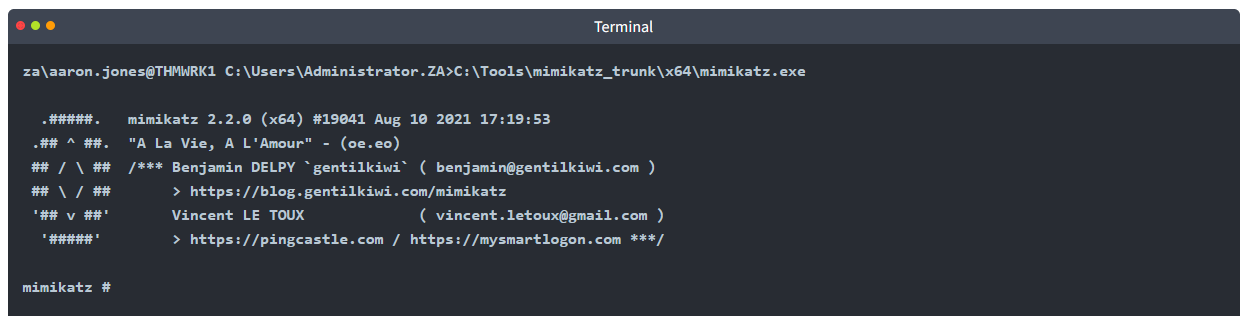 Terminal
za\aaron.jones@THMWRK1 C:\Users\Administrator.ZA>C:\Tools\mimikatz_trunk\x64\mimikatz.exe
  .#####.   mimikatz 2.2.0 (x64) #19041 Aug 10 2021 17:19:53
 .## ^ ##.  "A La Vie, A L'Amour" - (oe.eo)
 ## / \ ##  /*** Benjamin DELPY `gentilkiwi` ( benjamin@gentilkiwi.com )
 ## \ / ##       > https://blog.gentilkiwi.com/mimikatz
 '## v ##'       Vincent LE TOUX             ( vincent.letoux@gmail.com )
  '#####'        > https://pingcastle.com / https://mysmartlogon.com ***/
mimikatz #